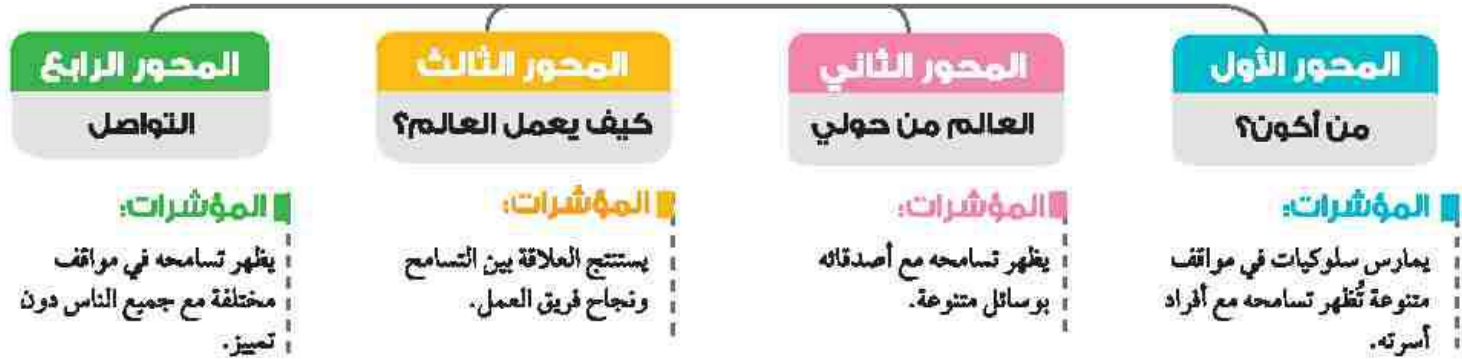 المحور الأول
من أكون؟
المؤشرات:
يمارس سلوكيات في مواقف
متنوعة تُظهر تسامحه مع أفراد
أسرته.
المحور الثاني
العالم من حولي
المؤشرات:
يظهر تسامحه مع أصدقائه
بوسائل متنوعة.
المحور الثالث
كيف يعمل العالم؟
المؤشرات:
يستنتج العلاقة بين التسامح
ونجاح فريق العمل.
المحور الرابع
التواصل
المؤشرات:
يظهر تسامحه في مواقف
مختلفة مع جميع الناس دون
تمييز.